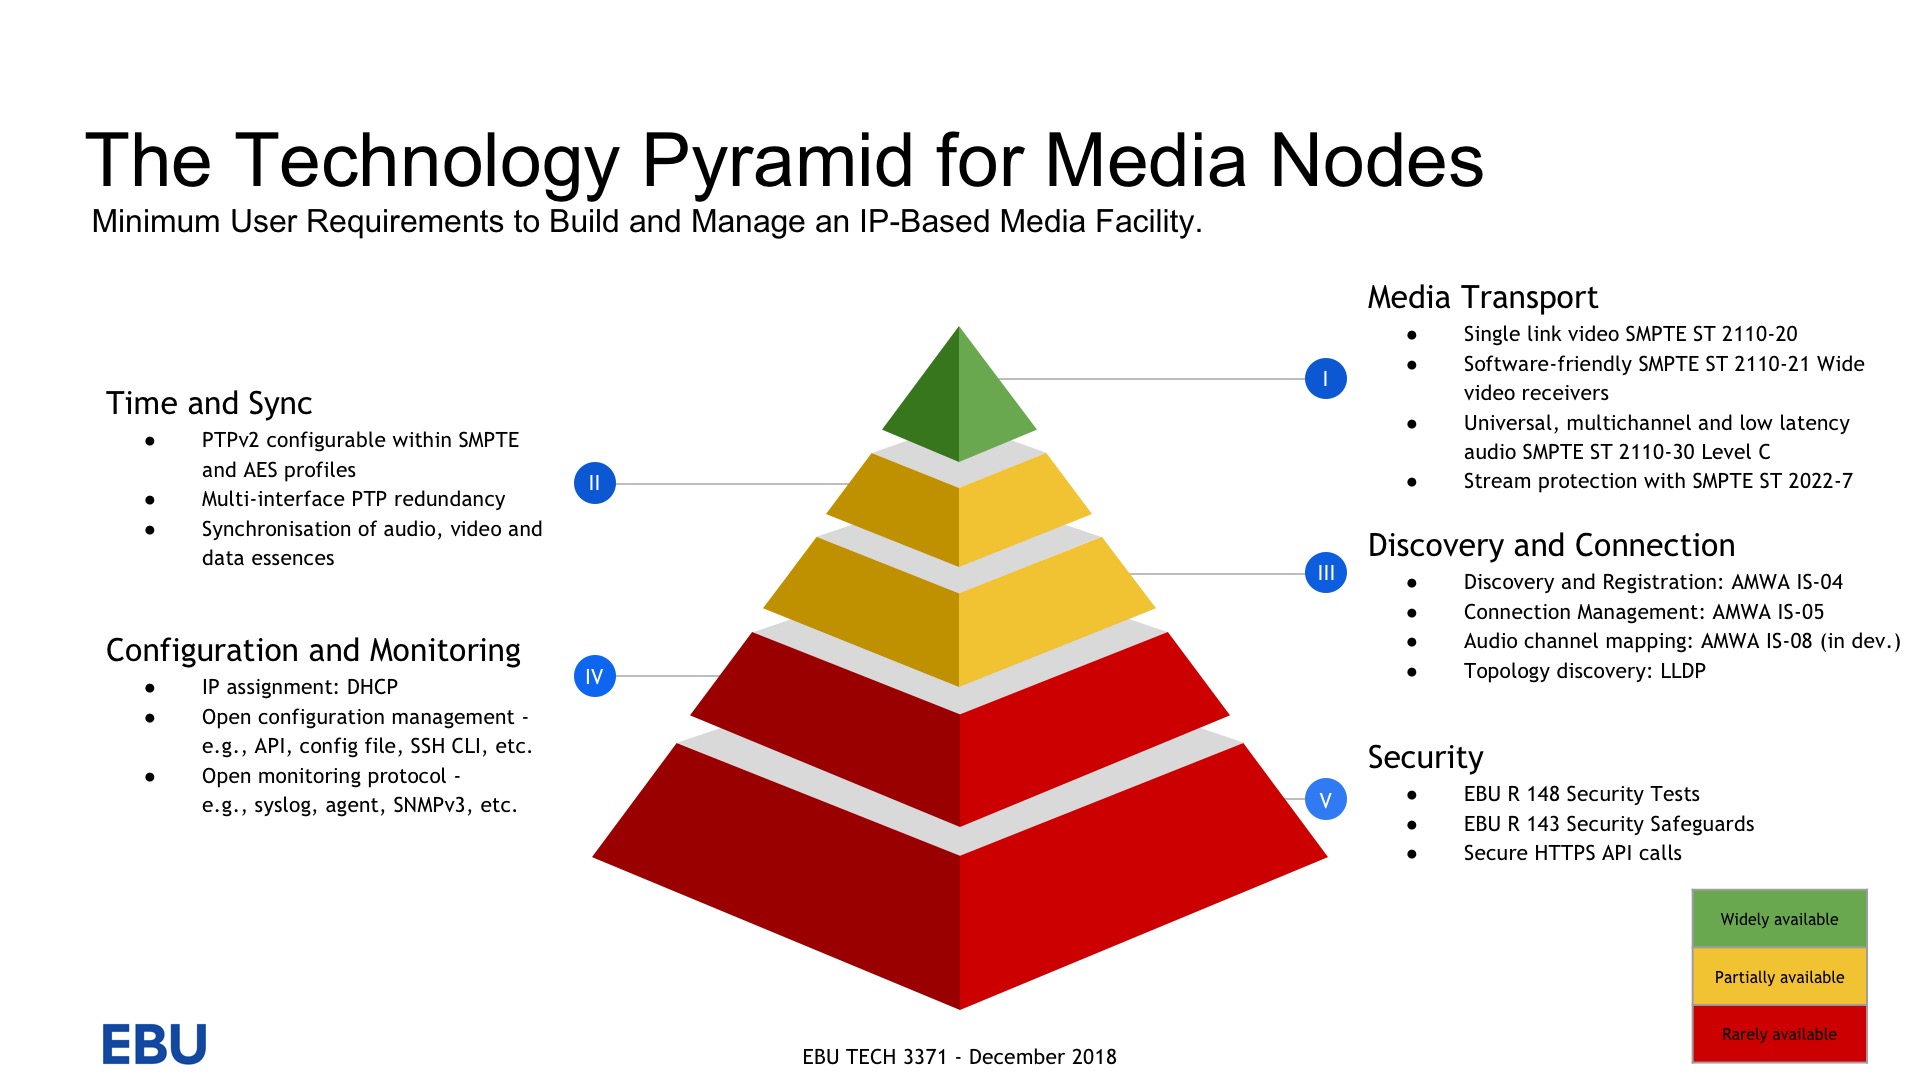 The Technology Pyramid for Media Nodes
Minimum User Requirements to Build and Manage an IP-Based Media Facility.
Media Transport
● Single link video SMPTE ST 2110-20
● Software-friendly SMPTE ST 2110-21 Wide
video receivers
● Universal, multichannel and low latency
audio SMPTE ST 2110-30 Level C
● Stream protection with SMPTE ST 2022-7
I
Time and Sync
● PTPv2 configurable within SMPTE
and AES profiles
● Multi-interface PTP redundancy
● Synchronisation of audio, video and
data essences
II
Discovery and Connection
● Discovery and Registration: AMWA IS-04
● Connection Management: AMWA IS-05
● Audio channel mapping: AMWA IS-08 (in dev.)
● Topology discovery: LLDP
III
Configuration and Monitoring
● IP assignment: DHCP
● Open configuration management -
e.g., API, config file, SSH CLI, etc.
● Open monitoring protocol -
e.g., syslog, agent, SNMPv3, etc.
IV
Security
● EBU R 148 Security Tests
● EBU R 143 Security Safeguards
● Secure HTTPS API calls
V
Widely available
Partially available
Rarely available
EBU
EBU TECH 3371 - December 2018